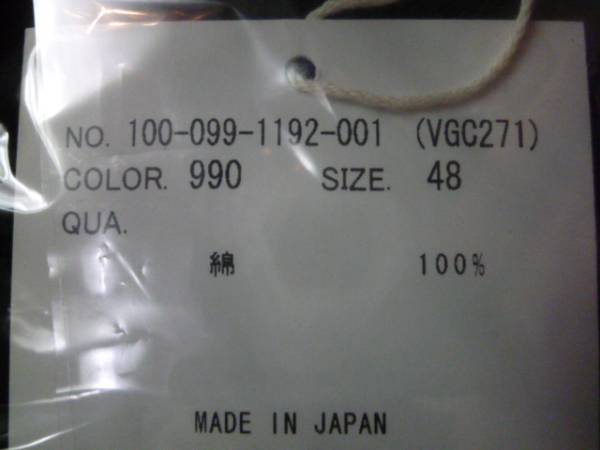 NO. 100-099-1192-001 (VGC271)
COLOR. 990 SIZE. 48
QUA.
綿 100%
MADE IN JAPAN